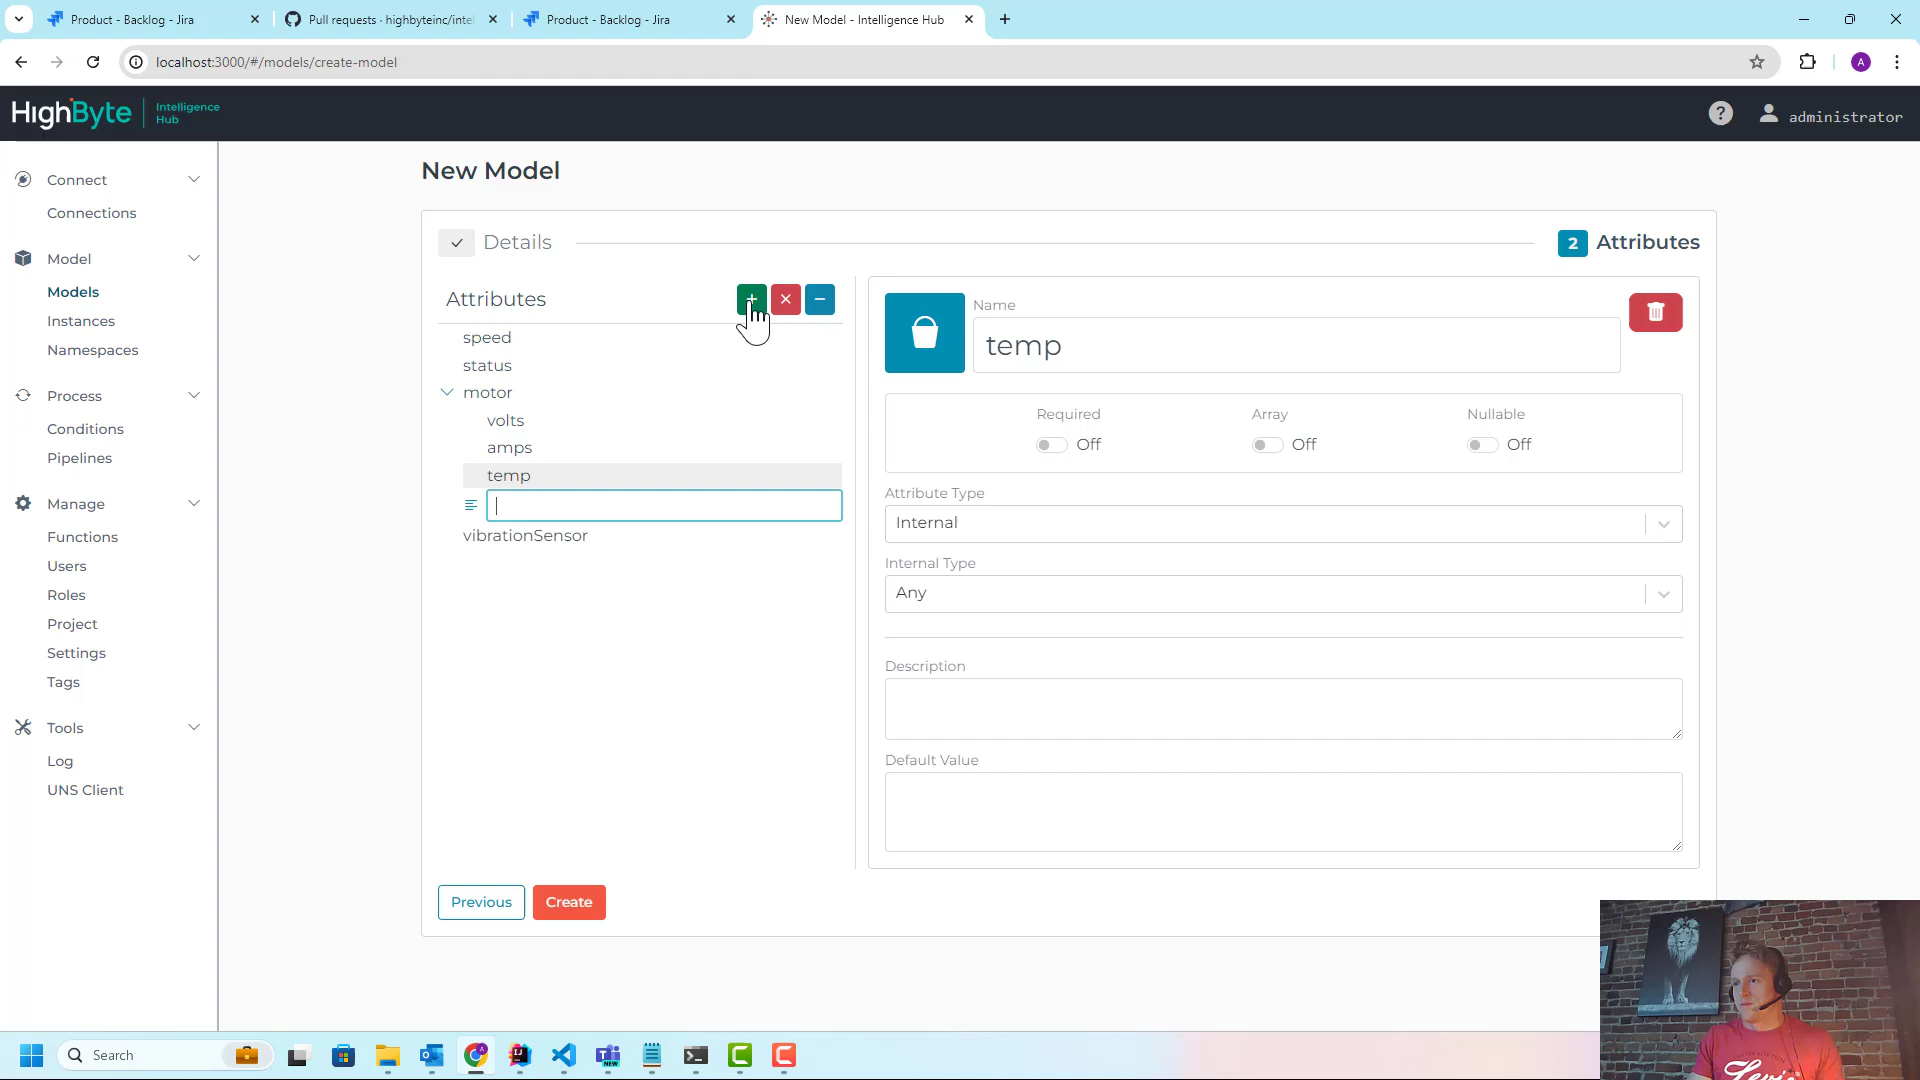 Product - Backlog - Jira
Pull requests · highbyteinc/intel
Product - Backlog - Jira
New Model - Intelligence Hub
localhost:3000/#/models/create-model
A
HighByte
Intelligence
Hub
?
administrator
Connect
Connections
Model
Models
Instances
Namespaces
Process
Conditions
Pipelines
Manage
Functions
Users
Roles
Project
Settings
Tags
Tools
Log
UNS Client
New Model
Details
2 Attributes
Attributes
speed
status
motor
volts
amps
temp
vibrationSensor
Name
temp
Required
Off
Array
Off
Nullable
Off
Attribute Type
Internal
Internal Type
Any
Description
Default Value
Previous
Create
Search